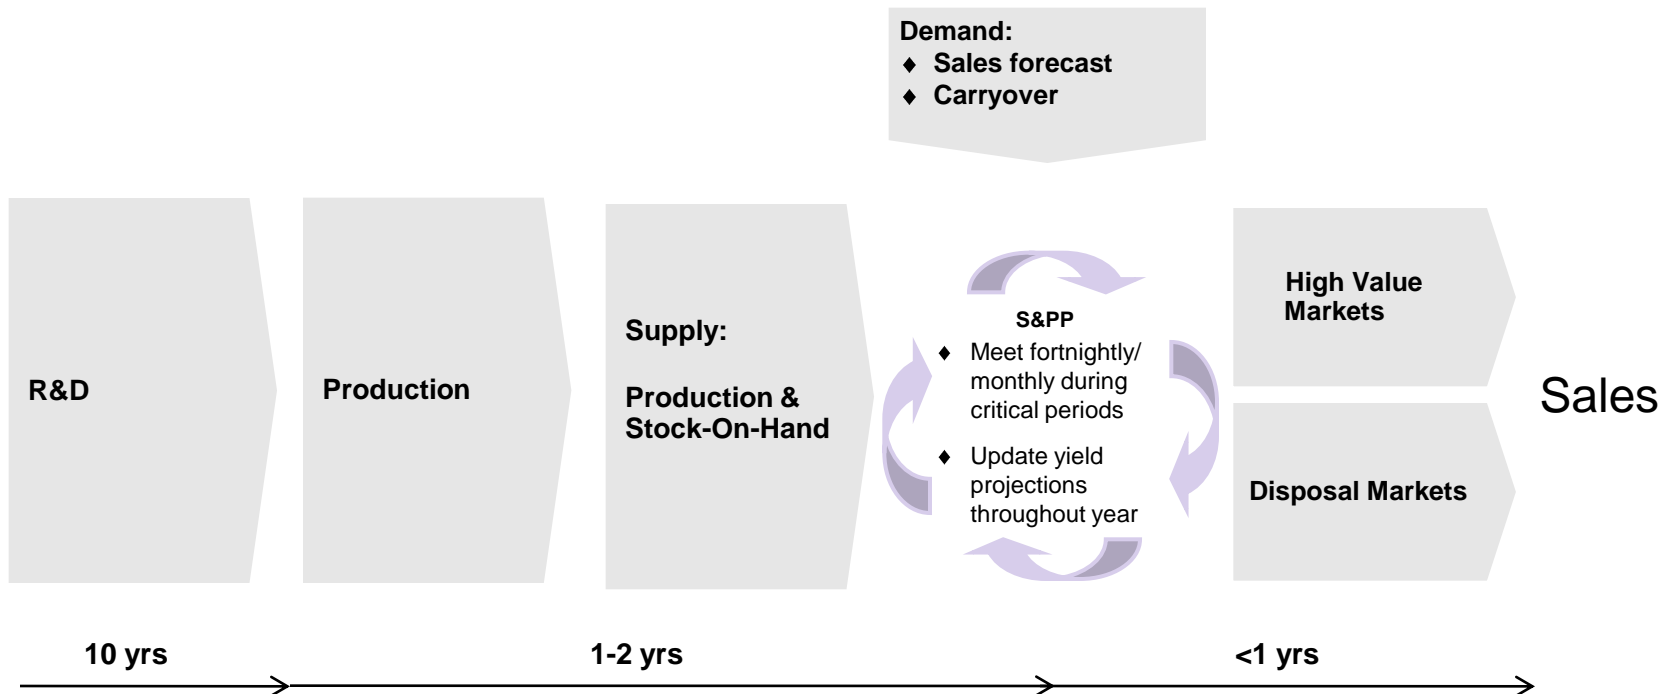 Demand:
♦ Sales forecast
♦ Carryover
R&D
Production
Supply:
Production &
Stock-On-Hand
S&PP
♦ Meet fortnightly/
monthly during
critical periods
♦ Update yield
projections
throughout year
High Value
Markets
Disposal Markets
Sales
10 yrs
1-2 yrs
<1 yrs